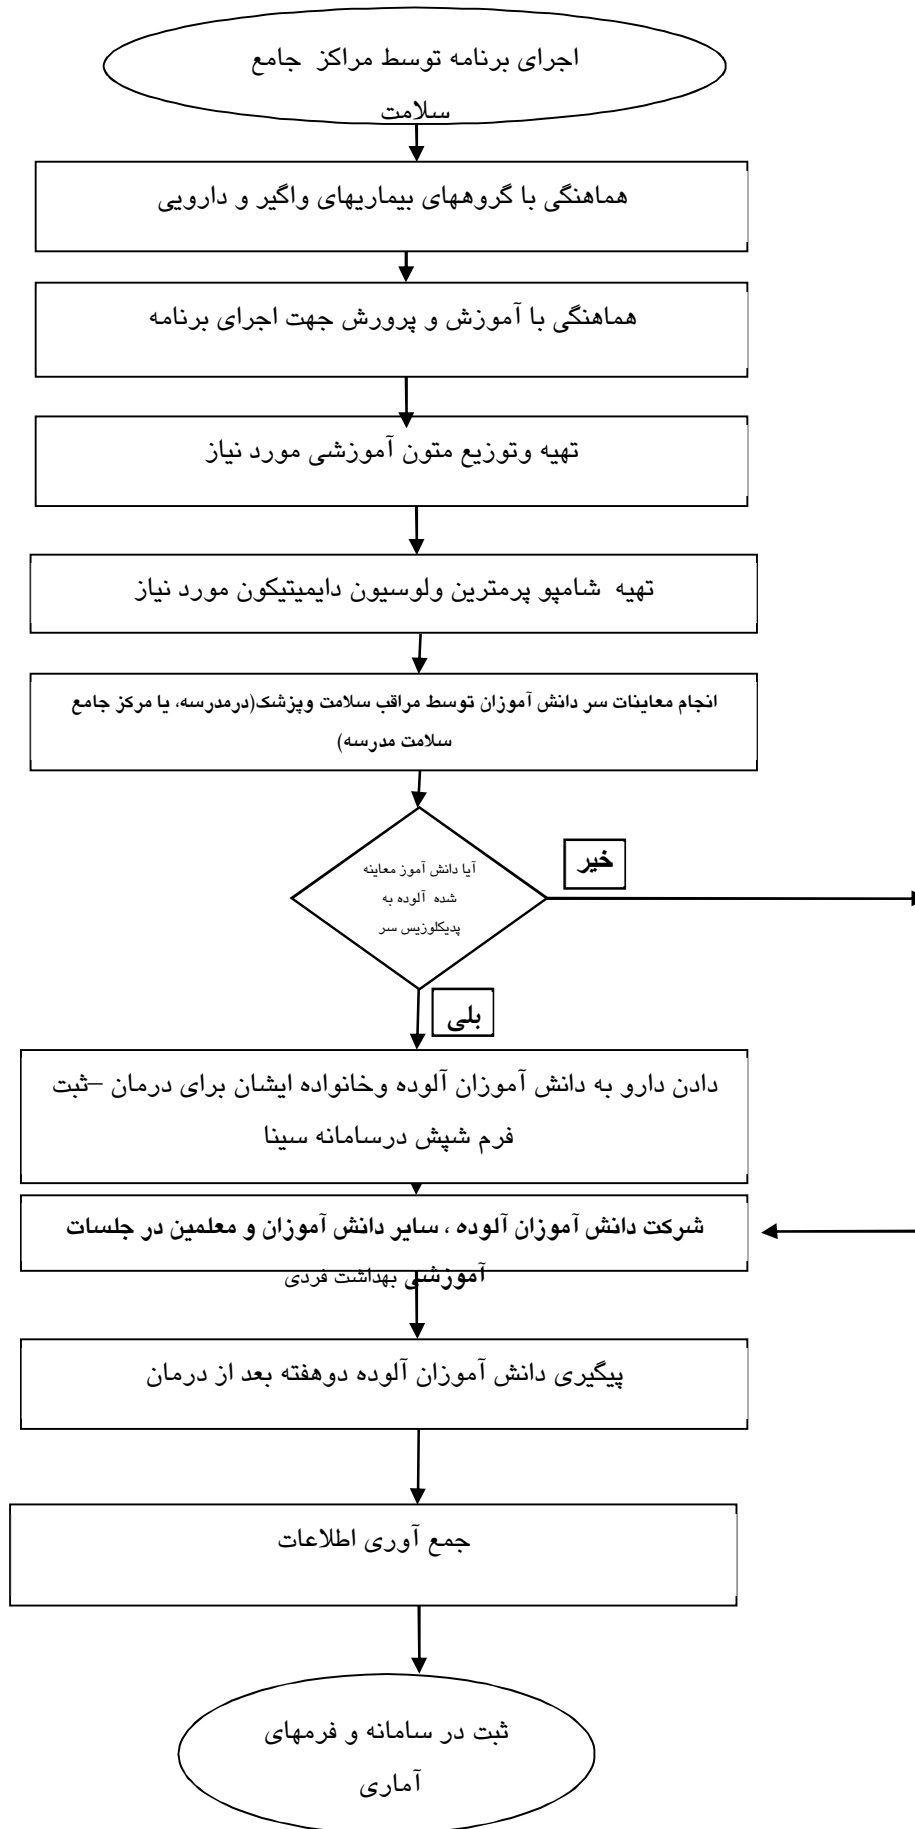 اجرای برنامه توسط مراکز جامع
سلامت
هماهنگی با گروههای بیماریهای واگیر و دارویی
هماهنگی با آموزش و پرورش جهت اجرای برنامه
تهیه وتوزیع متون آموزشی مورد نیاز
تهیه شامپو پرمترین ولوسیون دایمیتیکون مورد نیاز
انجام معاینات سر دانش آموزان توسط مراقب سلامت وپزشک(درمدرسه، یا مرکز جامع
سلامت مدرسه)
آیا دانش آموز معاینه
شده آلوده به
پدیکلوزیس سر
خیر
بلی
دادن دارو به دانش آموزان آلوده وخانواده ایشان برای درمان –ثبت
فرم شپش درسامانه سینا
شرکت دانش آموزان آلوده ، سایر دانش آموزان و معلمین در جلسات
آموزشی بهداشت فردی
پیگیری دانش آموزان آلوده دوهفته بعد از درمان
جمع آوری اطلاعات
ثبت در سامانه و فرمهای
آماری